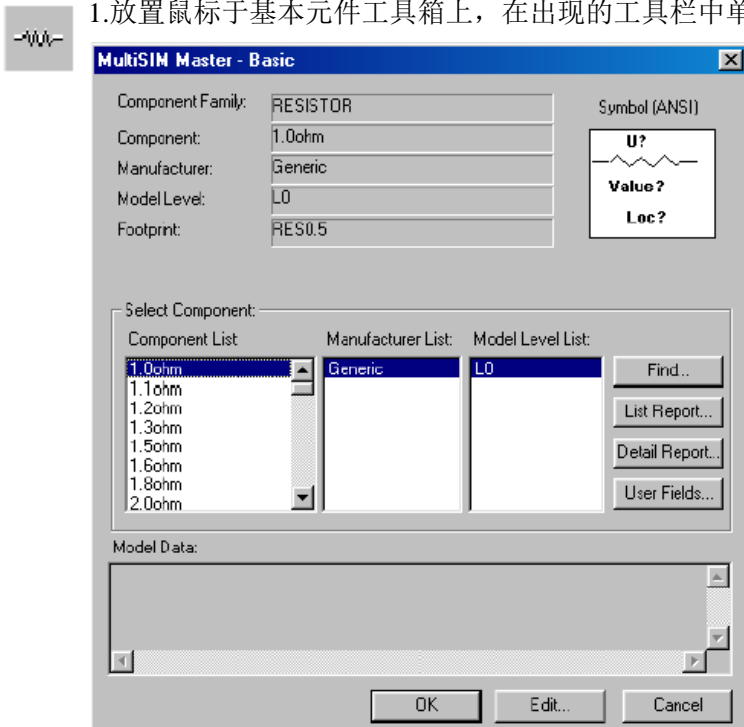 1.放置鼠标于基本元件工具箱上，在出现的工具栏中单
MultiSIM Master - Basic
Component Family: RESISTOR
Component: 1.0ohm
Manufacturer: Generic
Model Level: L0
Footprint: RES0.5
Symbol (ANSI)
U?
Value?
Loc?
Select Component:
Component List Manufacturer List: Model Level List:
1.0ohm Generic L0
1.1ohm
1.2ohm
1.3ohm
1.5ohm
1.6ohm
1.8ohm
2.0ohm
Find...
List Report...
Detail Report...
User Fields...
Model Data:
OK Edit... Cancel